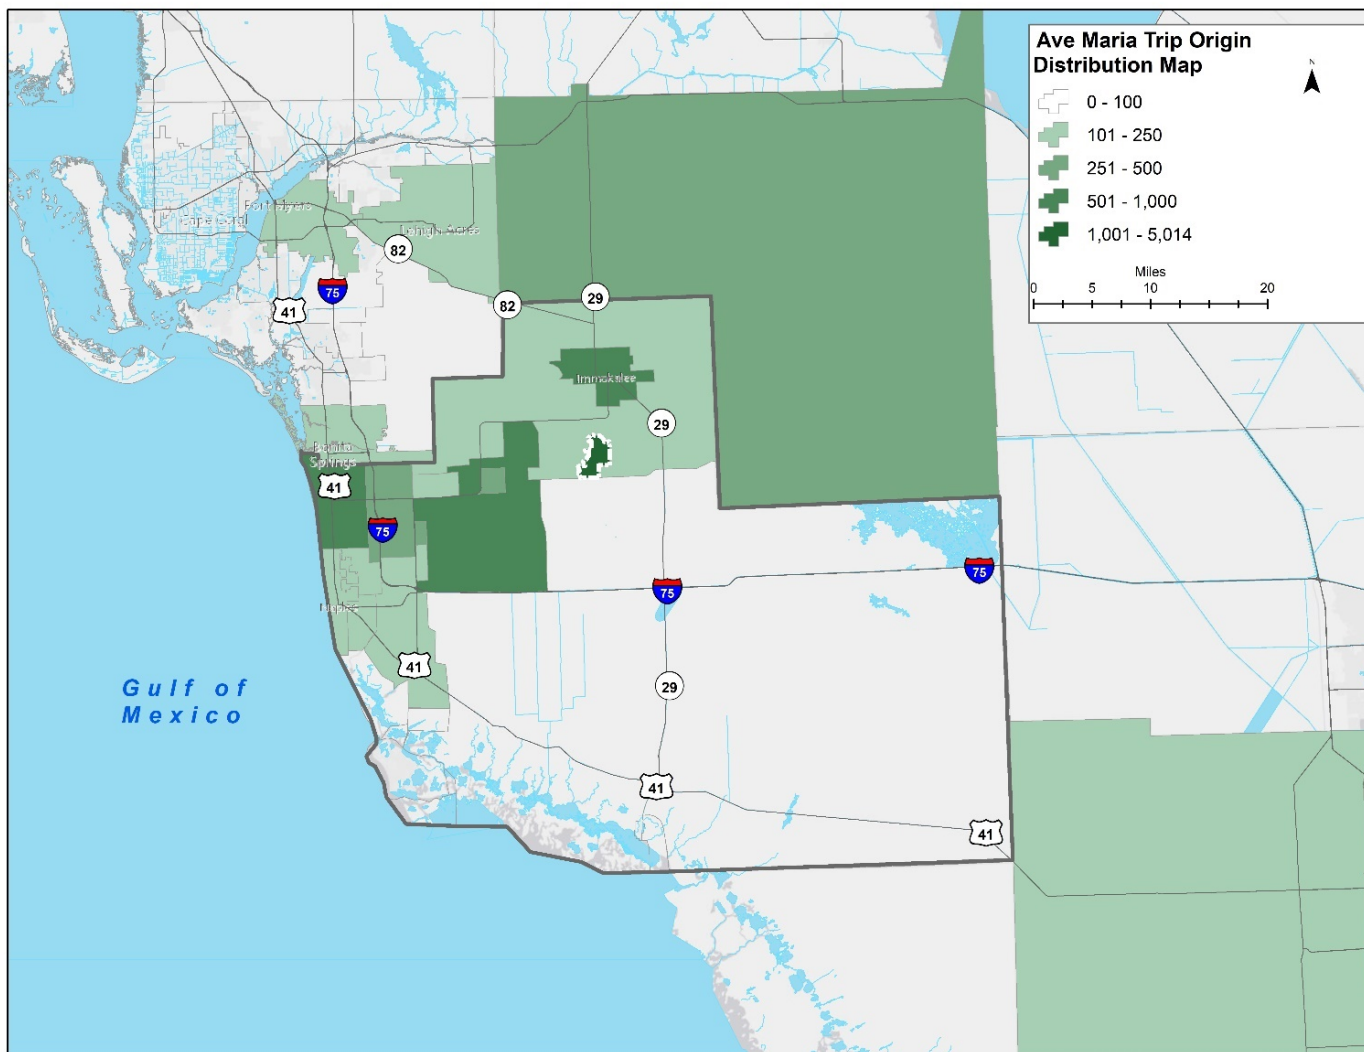 Ave Maria Trip Origin
Distribution Map
N
0 - 100
101 - 250
251 - 500
501 - 1,000
1,001 - 5,014
Miles
0 5 10 20
Fort Myers
Cape Coral
Lehigh Acres
82
75
41
82
29
Immokalee
29
Bonita
Springs
41
75
75
75
Naples
41
29
Gulf of
Mexico
41
41